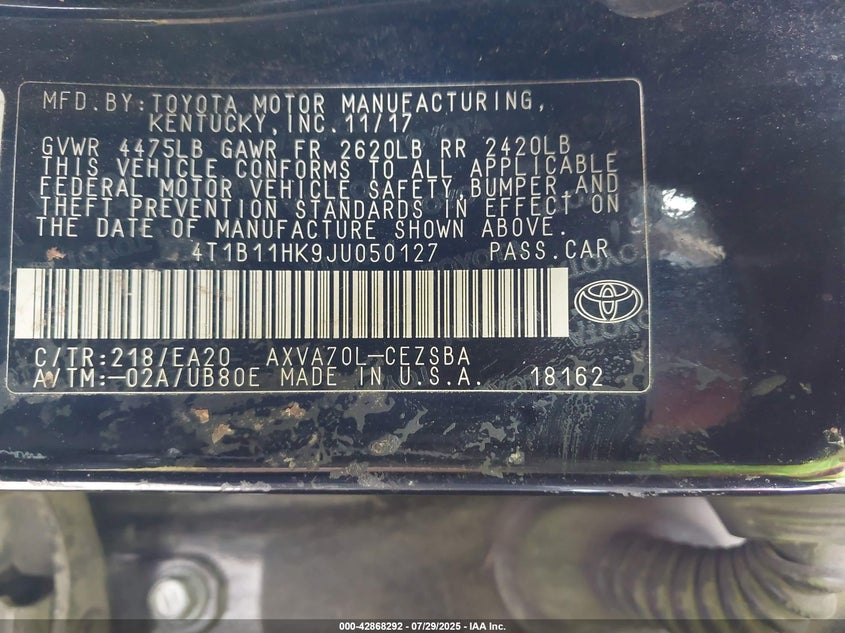 MFD.BY:TOYOTA MOTOR MANUFACTURING,
KENTUCKY,INC.11/17
GVWR 4475LB GAWR FR 2620LB RR 2420LB
THIS VEHICLE CONFORMS TO ALL APPLICABLE
FEDERAL MOTOR VEHICLE SAFETY,BUMPER,AND
THEFT PREVENTION STANDARDS IN EFFECT ON
THE DATE OF MANUFACTURE SHOWN ABOVE.
4T1B11HK9JU050127 PASS.CAR
C/TR:218/EA20 AXVA70L-CEZSBA
A/TM:-02A/UB80E MADE IN U.S.A. 18162
000-42868292 - 07/29/2025 - IAA Inc.